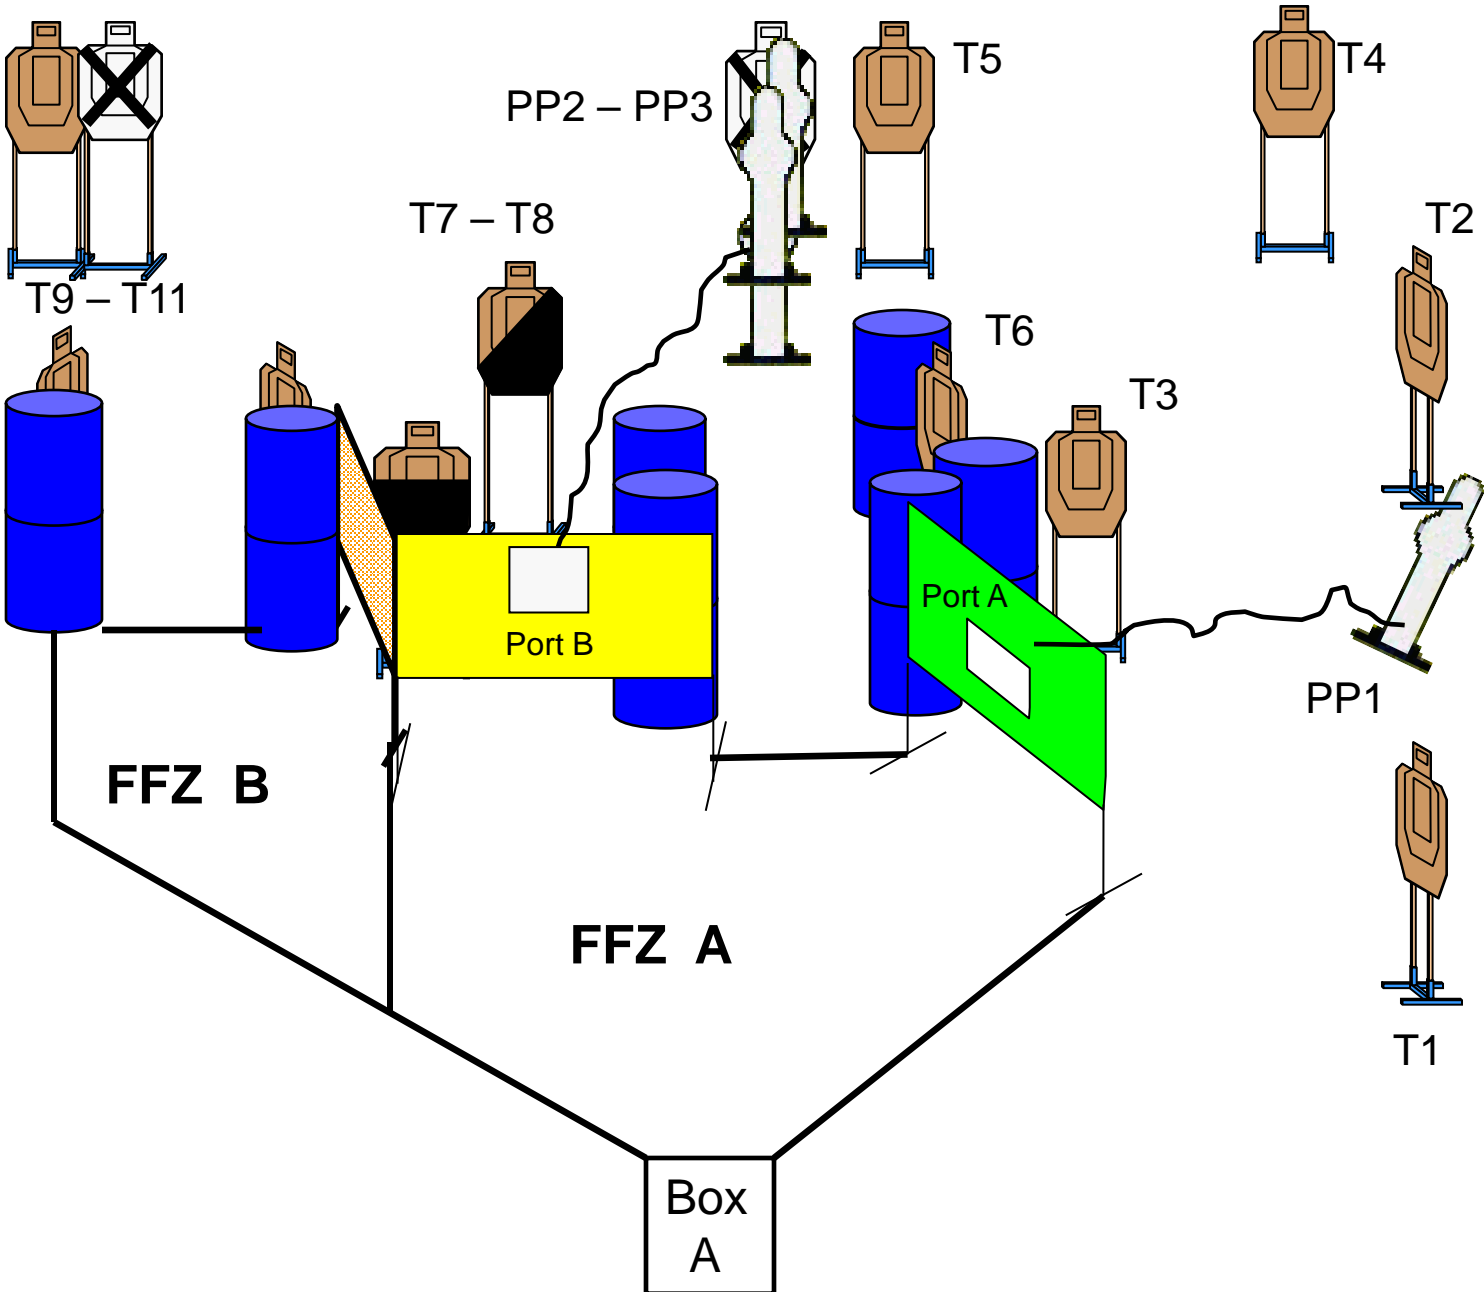 T5
T4
PP2 – PP3
T7 – T8
T2
T9 – T11
T6
T3
Port A
Port B
PP1
FFZ B
FFZ A
T1
Box
A